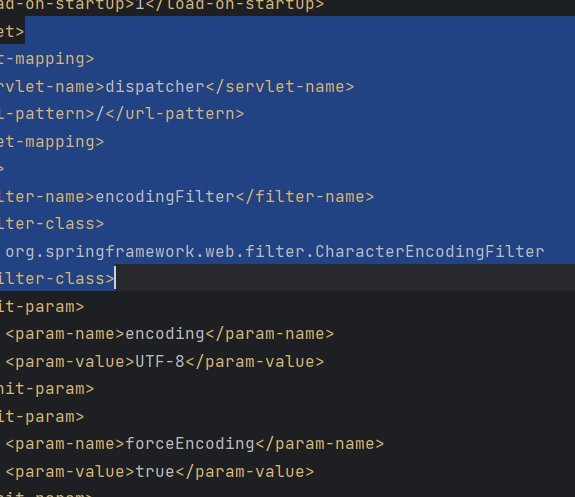 ad-on-startup>1</load-on-startup>
et>
t-mapping>
rvlet-name>dispatcher</servlet-name>
l-pattern>/</url-pattern>
et-mapping>
>
ilter-name>encodingFilter</filter-name>
ilter-class>
org.springframework.web.filter.CharacterEncodingFilter
ilter-class>
it-param>
<param-name>encoding</param-name>
<param-value>UTF-8</param-value>
nit-param>
it-param>
<param-name>forceEncoding</param-name>
<param-value>true</param-value>
nit-param>